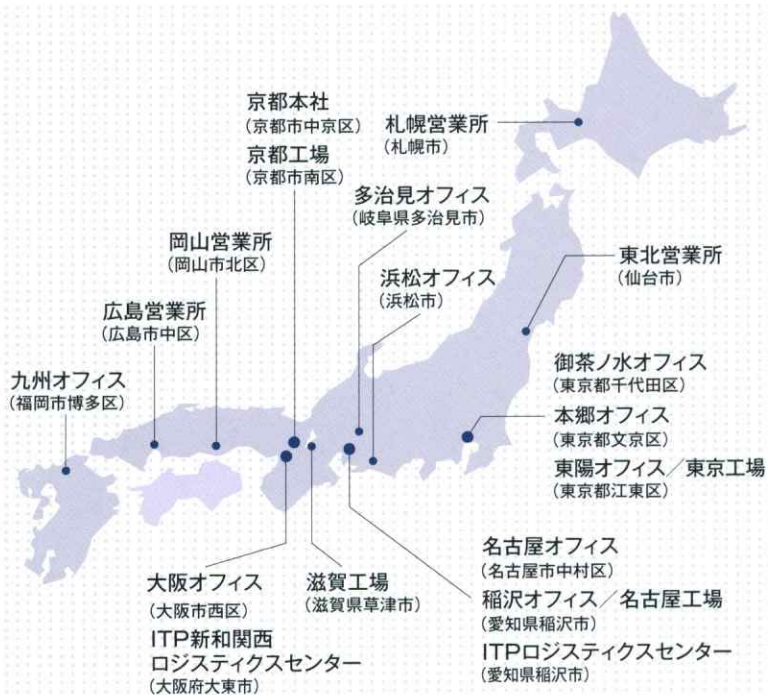 京都本社
(京都市中京区)
京都工場
(京都市南区)
札幌営業所
(札幌市)
多治見オフィス
(岐阜県多治見市)
岡山営業所
(岡山市北区)
浜松オフィス
(浜松市)
東北営業所
(仙台市)
広島営業所
(広島市中区)
九州オフィス
(福岡市博多区)
御茶ノ水オフィス
(東京都千代田区)
本郷オフィス
(東京都文京区)
東陽オフィス／東京工場
(東京都江東区)
大阪オフィス
(大阪市西区)
ITP新和関西
ロジスティクスセンター
(大阪府大東市)
滋賀工場
(滋賀県草津市)
名古屋オフィス
(名古屋市中村区)
稲沢オフィス／名古屋工場
(愛知県稲沢市)
ITPロジスティクスセンター
(愛知県稲沢市)